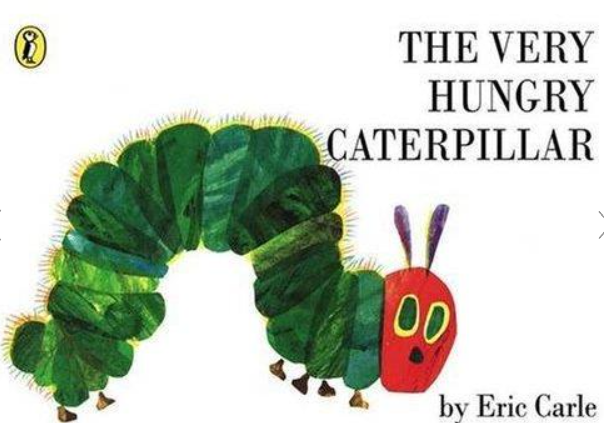 THE VERY
HUNGRY
CATERPILLAR
by Eric Carle